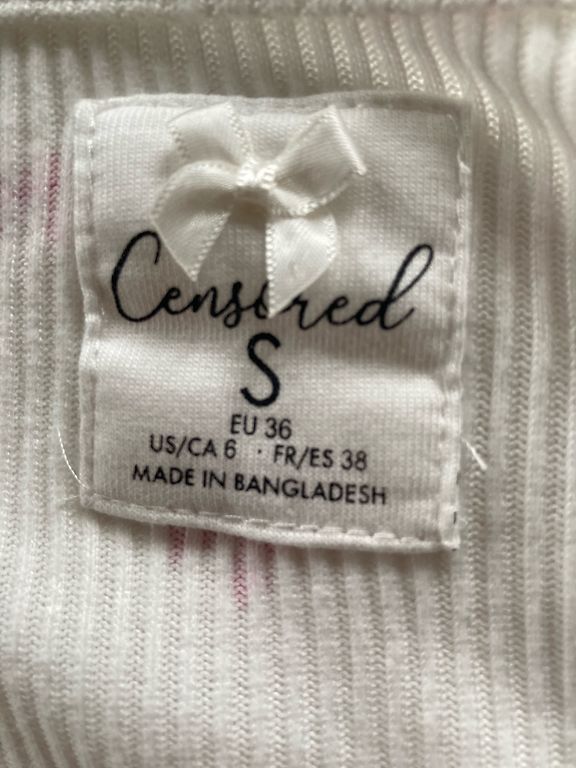 Censored
S
EU 36
US/CA 6 · FR/ES 38
MADE IN BANGLADESH